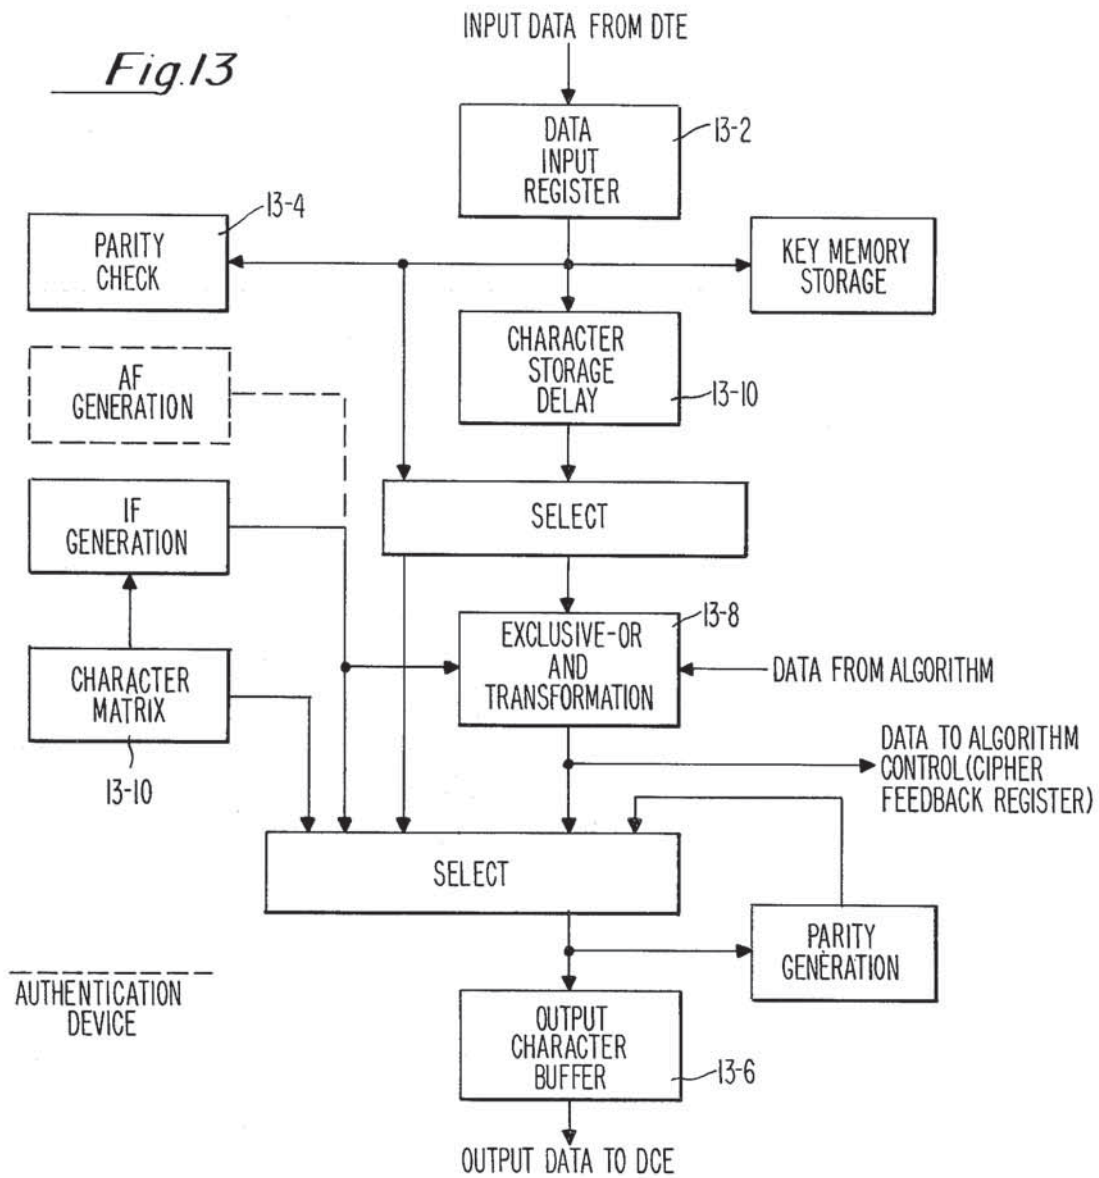 INPUT DATA FROM DTE
Fig.13
DATA
INPUT
REGISTER
13-2
13-4
PARITY
CHECK
KEY MEMORY
STORAGE
CHARACTER
STORAGE
DELAY
13-10
AF
GENERATION
SELECT
IF
GENERATION
13-8
EXCLUSIVE-OR
AND
TRANSFORMATION
DATA FROM ALGORITHM
CHARACTER
MATRIX
13-10
DATA TO ALGORITHM
CONTROL(CIPHER
FEEDBACK REGISTER)
SELECT
PARITY
GENERATION
AUTHENTICATION
DEVICE
OUTPUT
CHARACTER
BUFFER
13-6
OUTPUT DATA TO DCE